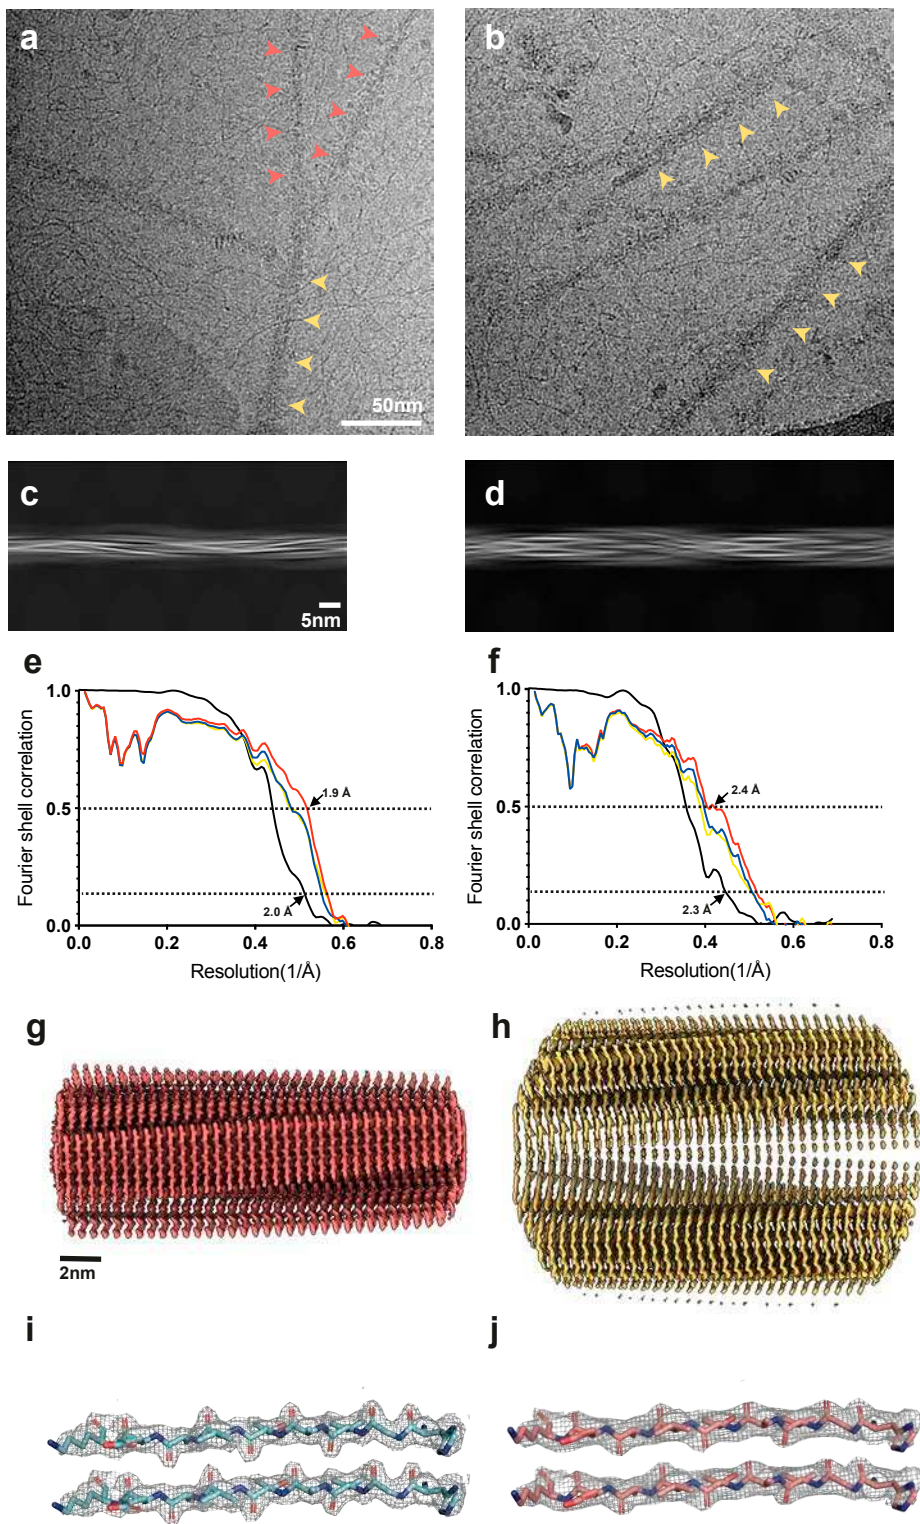 a
b
50nm
c
d
5nm
e
f
1.0
0.5
0.0
0.0
0.2
0.4
0.6
0.8
Fourier shell correlation
Resolution(1/Å)
1.9 Å
2.0 Å
1.0
0.5
0.0
0.0
0.2
0.4
0.6
0.8
Fourier shell correlation
Resolution(1/Å)
2.4 Å
2.3 Å
g
h
2nm
i
j